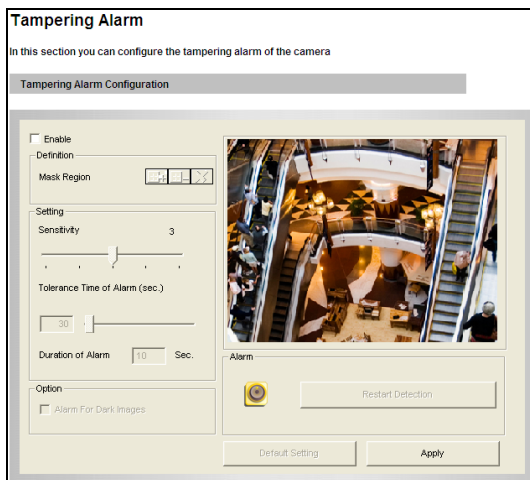 Tampering Alarm
In this section you can configure the tampering alarm of the camera
Tampering Alarm Configuration
Enable
Definition
Mask Region
Setting
Sensitivity 3
Tolerance Time of Alarm (sec.)
30
Duration of Alarm 10 Sec.
Option
Alarm For Dark Images
Alarm
Restart Detection
Default Setting Apply